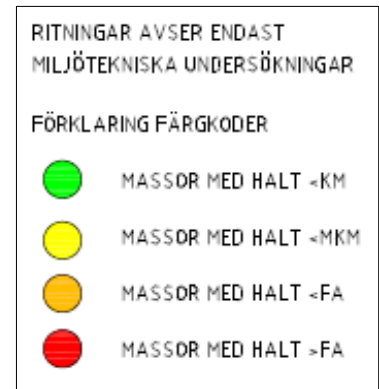 RITNINGAR AVSER ENDAST
MILJÖTEKNISKA UNDERSÖKNINGAR
FÖRKLARING FÄRGKODER
MASSOR MED HALT <KM
MASSOR MED HALT <MKM
MASSOR MED HALT <FA
MASSOR MED HALT >FA